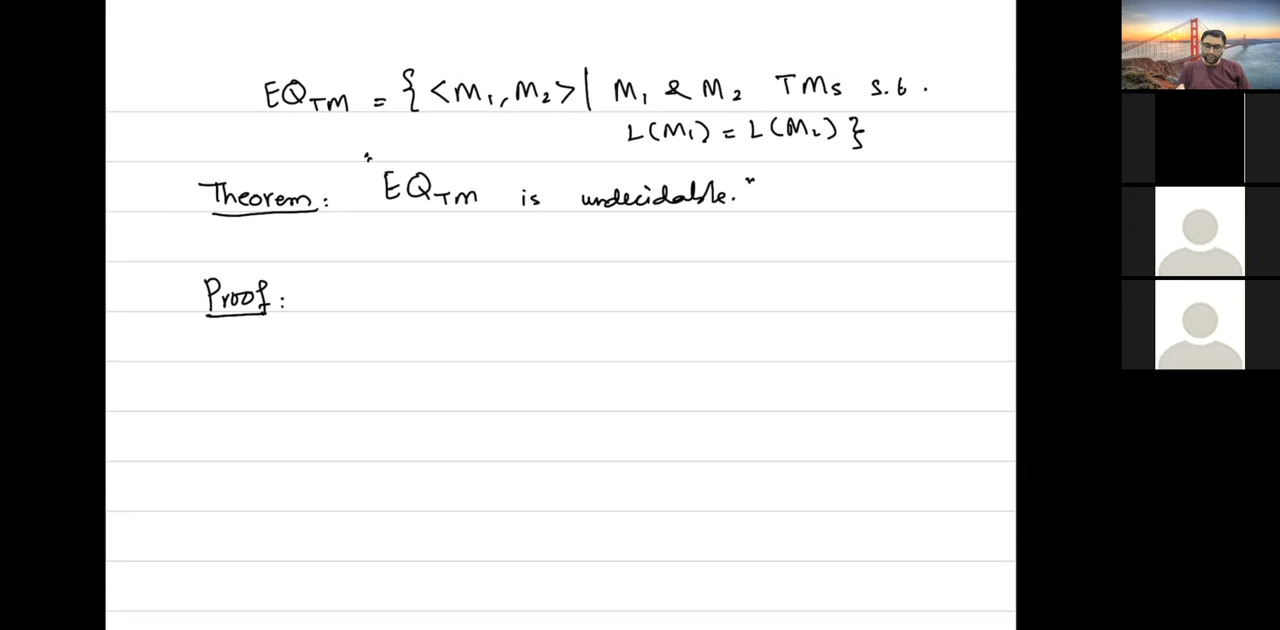 EQTM = { <M1, M2> | M1 & M2 TMs s.t.
L(M1) = L(M2) }
Theorem: "EQTM is undecidable."
Proof: